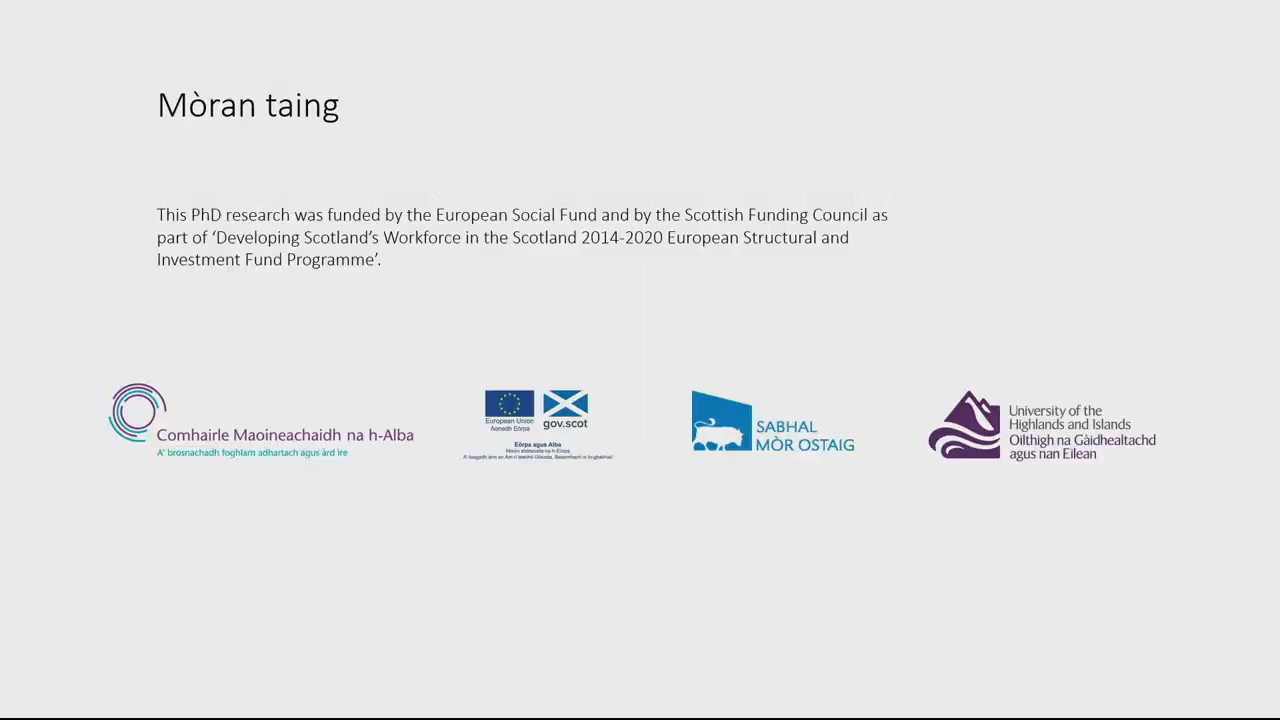 Mòran taing
This PhD research was funded by the European Social Fund and by the Scottish Funding Council as
part of ‘Developing Scotland’s Workforce in the Scotland 2014-2020 European Structural and
Investment Fund Programme’.
Comhairle Maoineachaidh na h-Alba
A' brosnachadh foghlam adhartach agus àrd ìre
European Union
Aonadh Eòrpa
gov.scot
Eòrpa agus Alba
SABHAL
MÒR OSTAIG
University of the
Highlands and Islands
Oilthigh na Gàidhealtachd
agus nan Eilean